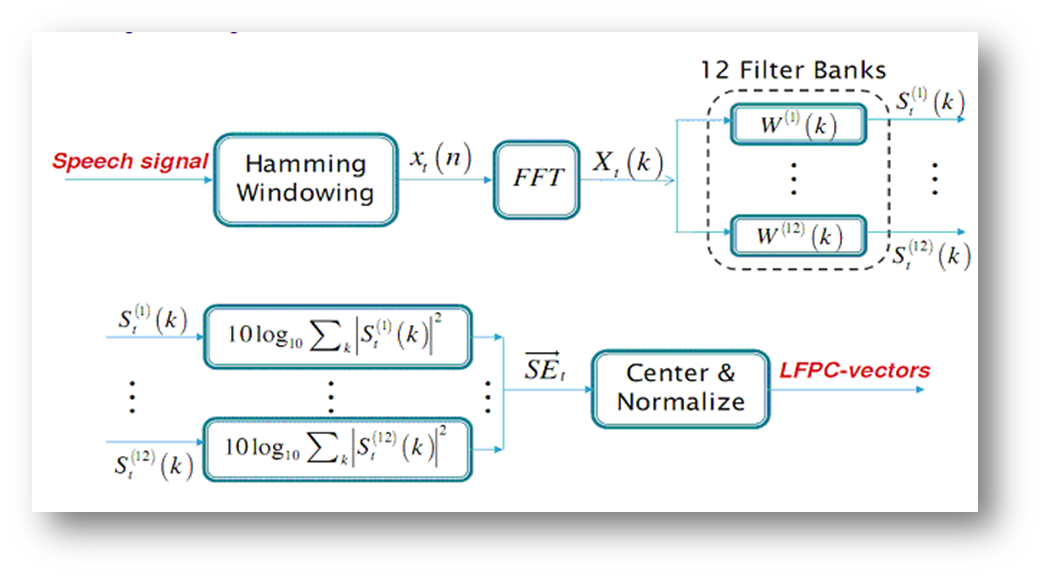 12 Filter Banks
Speech signal
Hamming
Windowing
x_t(n)
FFT
X_t(k)
W^(1)(k)
S_t^(1)(k)
⋮
⋮
W^(12)(k)
S_t^(12)(k)
S_t^(1)(k)
10log_10 ∑_k|S_t^(1)(k)|^2
⋮
⋮
⋮
SE_t
Center &
Normalize
LFPC-vectors
S_t^(12)(k)
10log_10 ∑_k|S_t^(12)(k)|^2